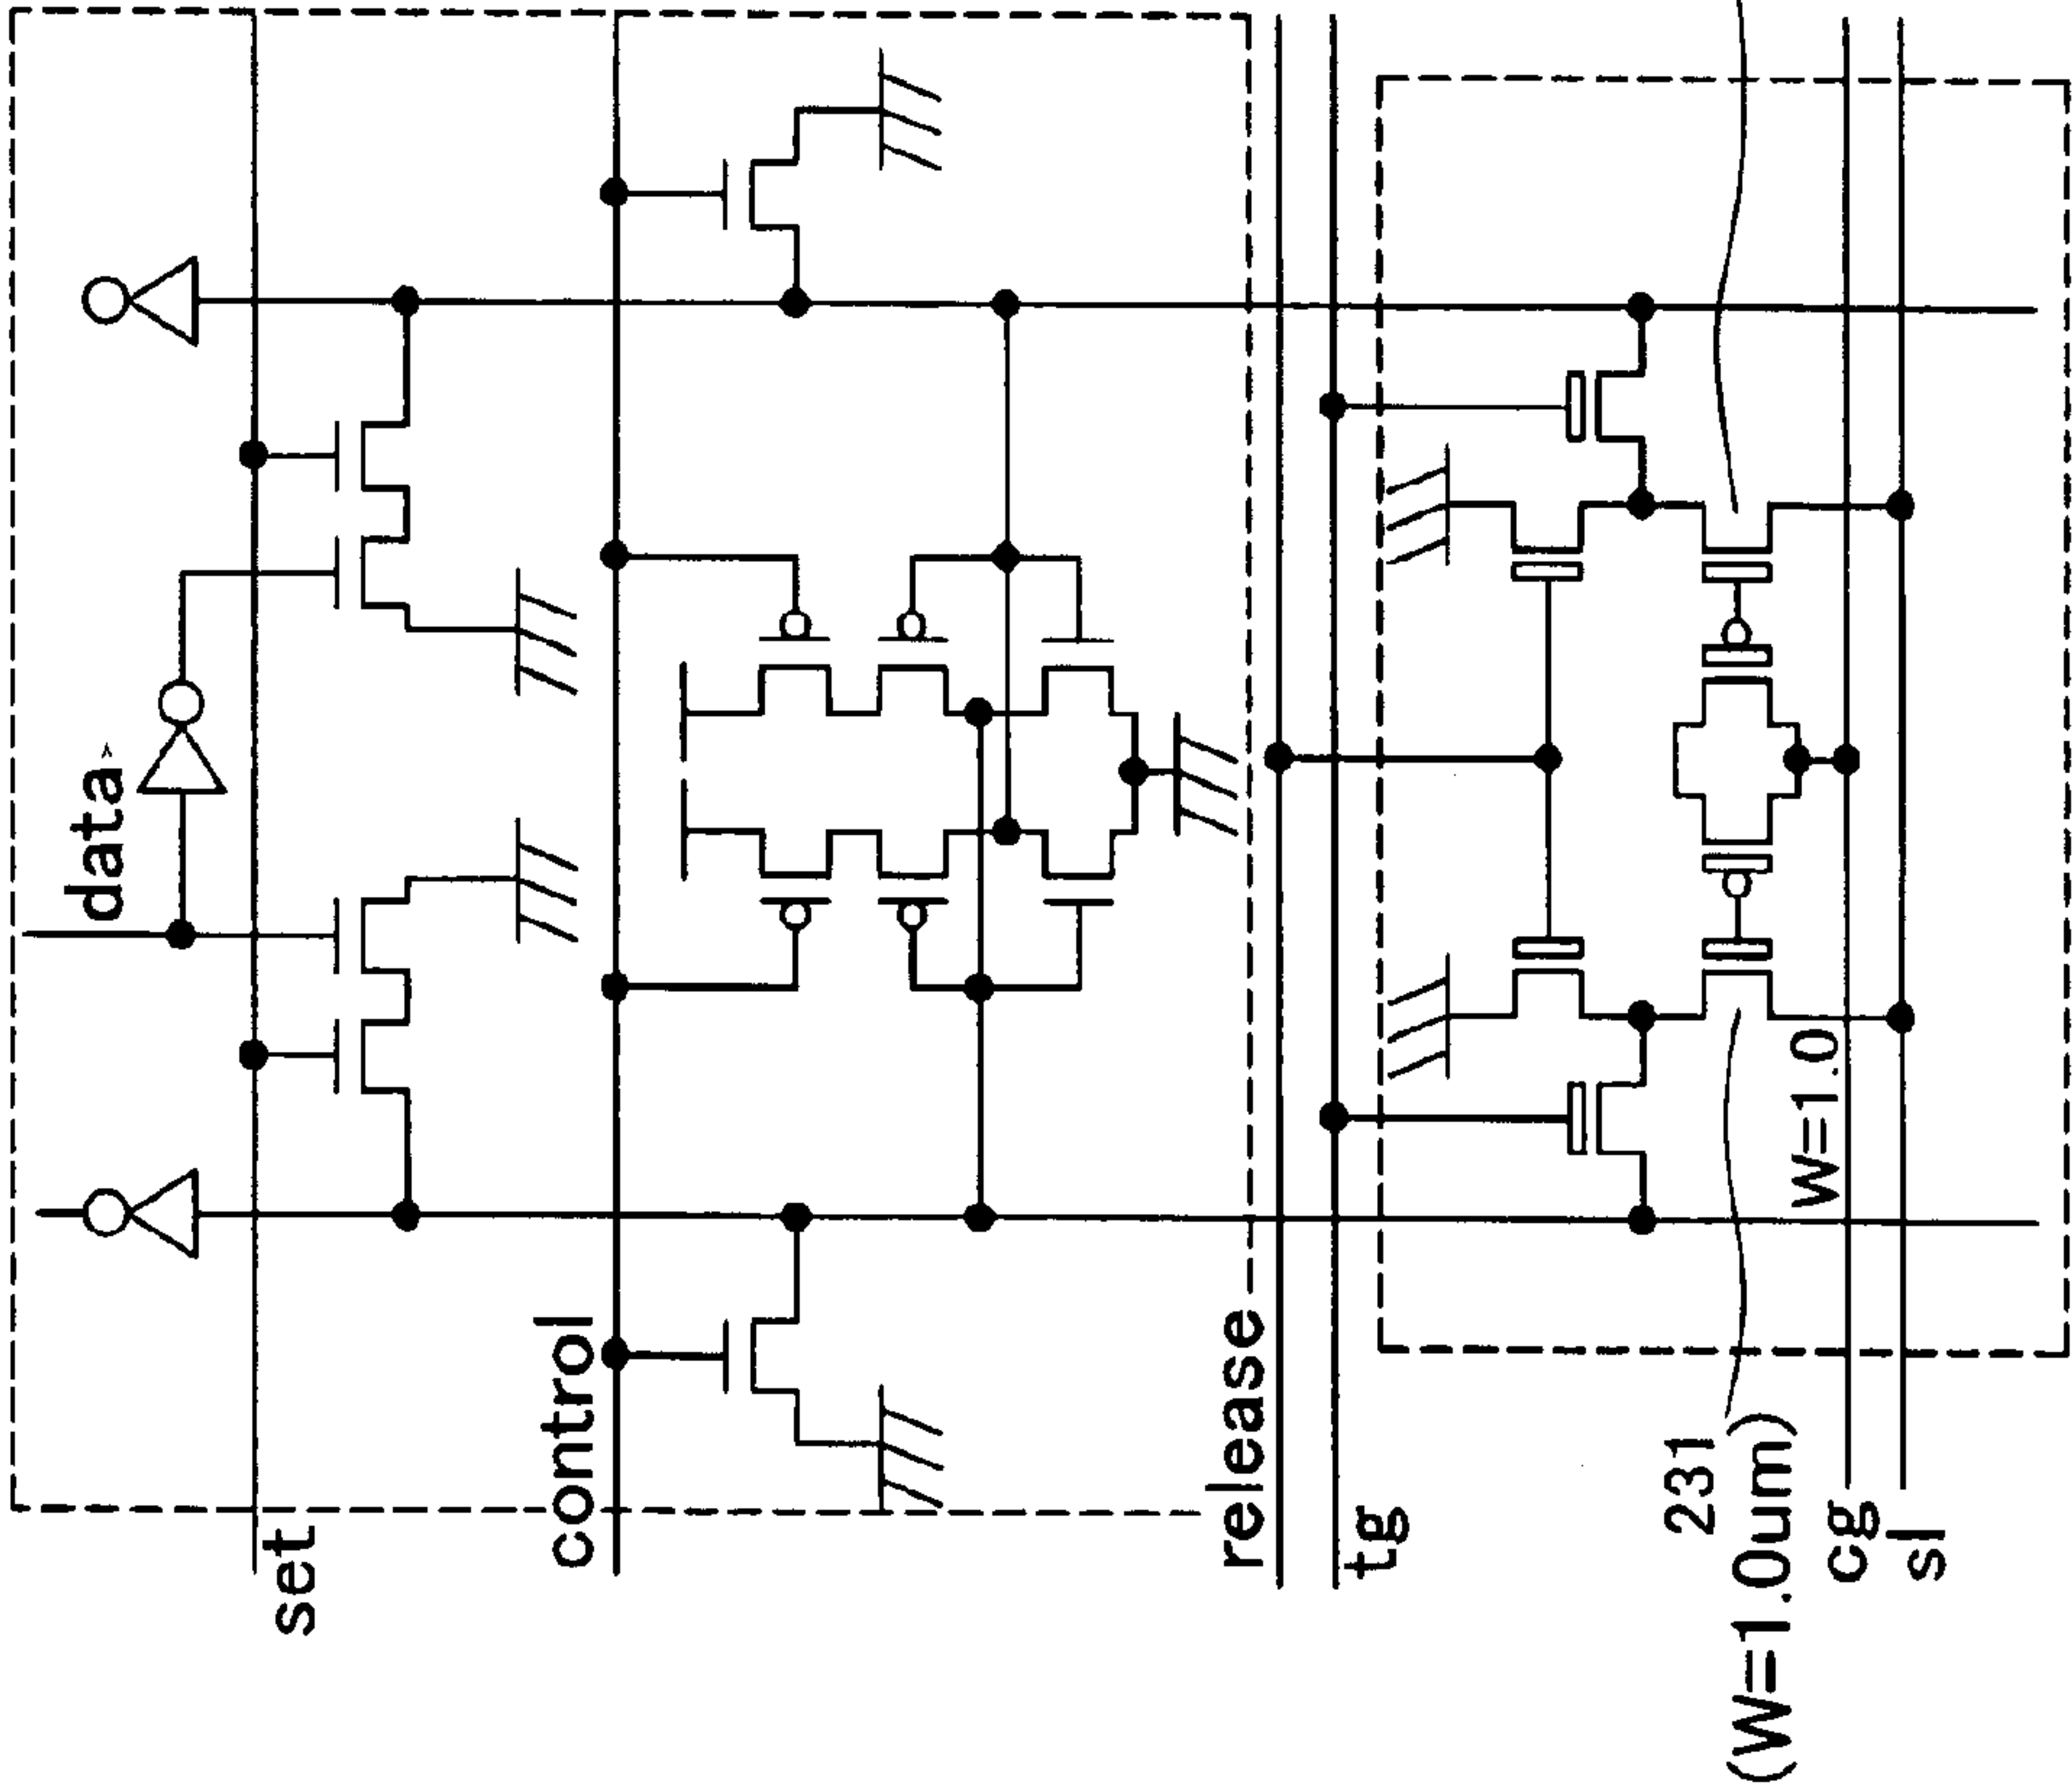 data
set
control
release
tg
231
(W=1.0um)
W=1.0
cg
sl